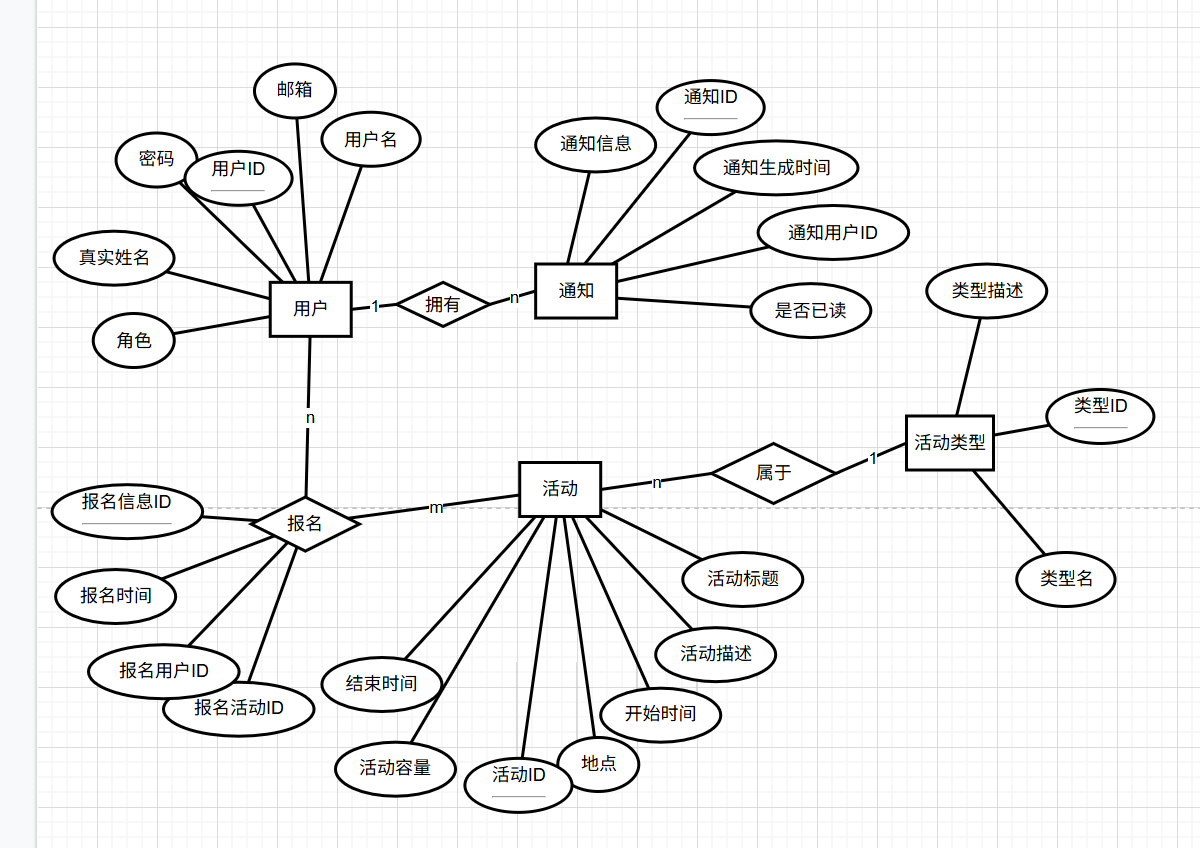 邮箱
通知ID
用户名
通知信息
密码
用户ID
通知生成时间
通知用户ID
真实姓名
类型描述
用户
1
拥有
n
通知
是否已读
角色
类型ID
n
活动类型
1
属于
n
活动
m
报名信息ID
报名
活动标题
类型名
报名时间
活动描述
报名用户ID
结束时间
报名活动ID
开始时间
地点
活动容量
活动ID